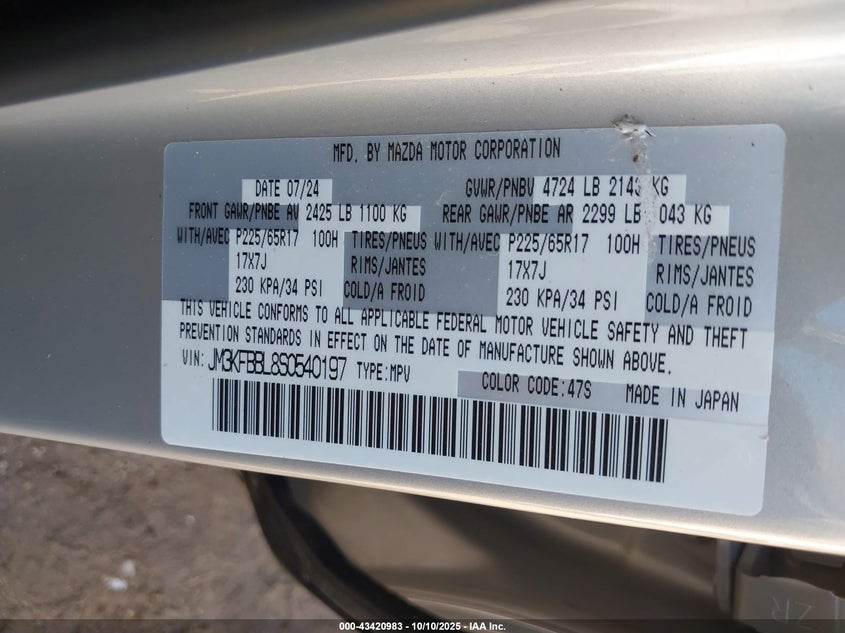 MFD. BY MAZDA MOTOR CORPORATION
DATE 07/24 GVWR/PNBV 4724 LB 2143 KG
FRONT GAWR/PNBE AV 2425 LB 1100 KG REAR GAWR/PNBE AR 2299 LB 043 KG
WITH/AVEC P225/65R17 100H TIRES/PNEUS WITH/AVEC P225/65R17 100H TIRES/PNEUS
17X7J RIMS/JANTES 17X7J RIMS/JANTES
230 KPA/34 PSI COLD/A FROID 230 KPA/34 PSI COLD/A FROID
THIS VEHICLE CONFORMS TO ALL APPLICABLE FEDERAL MOTOR VEHICLE SAFETY AND THEFT
PREVENTION STANDARDS IN EFFECT ON THE DATE OF MANUFACTURE SHOWN ABOVE.
VIN: JM3KFBBL8S0540197 TYPE:MPV COLOR CODE:47S MADE IN JAPAN
ZR
000-43420983 - 10/10/2025 - IAA Inc.